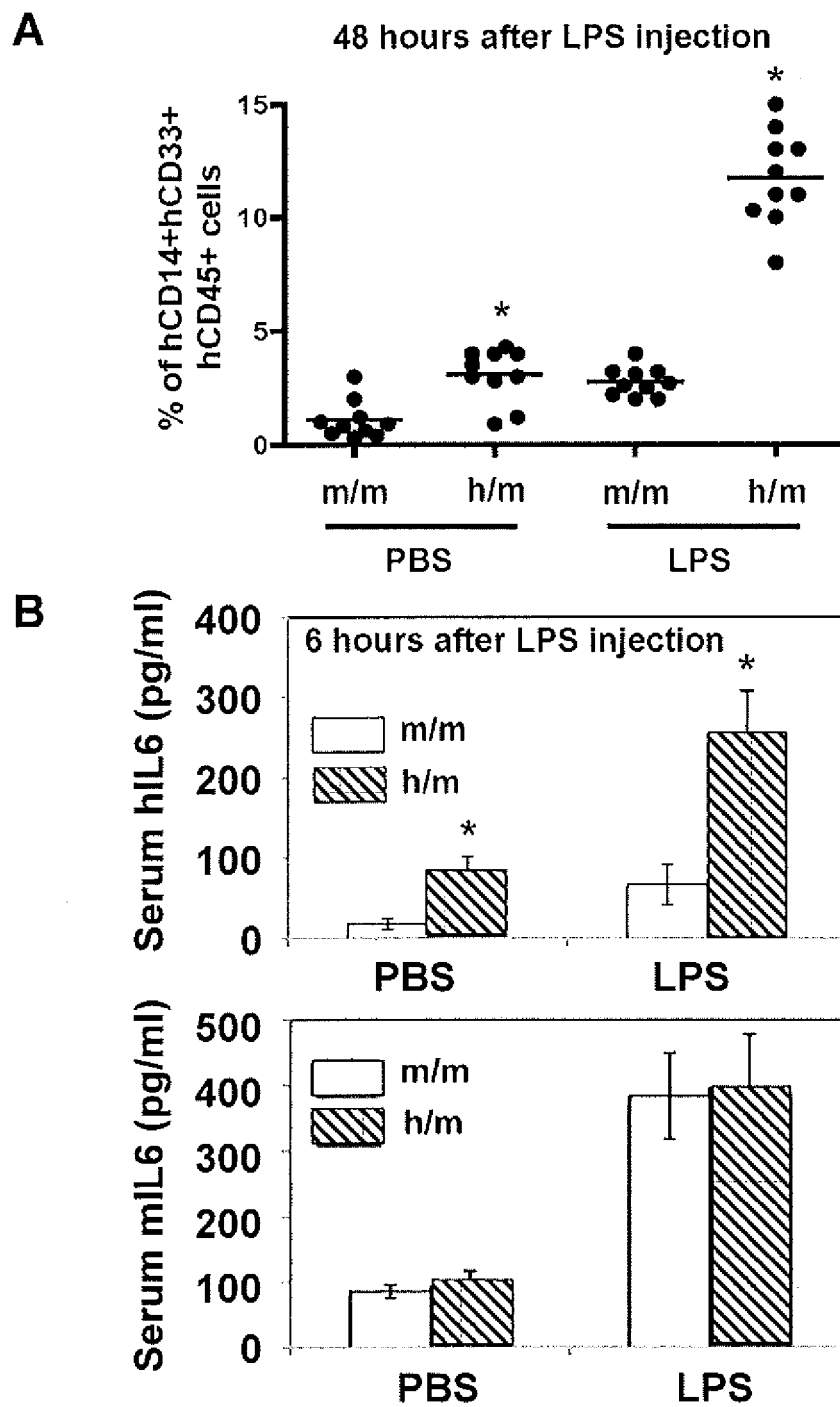 A
48 hours after LPS injection
% of hCD14+hCD33+
hCD45+ cells
15
10
5
0
*
*
m/m
h/m
m/m
h/m
PBS
LPS
B
Serum hIL6 (pg/ml)
400
300
200
100
0
6 hours after LPS injection
m/m
h/m
*
*
PBS
LPS
Serum mIL6 (pg/ml)
500
400
300
200
100
0
m/m
h/m
PBS
LPS